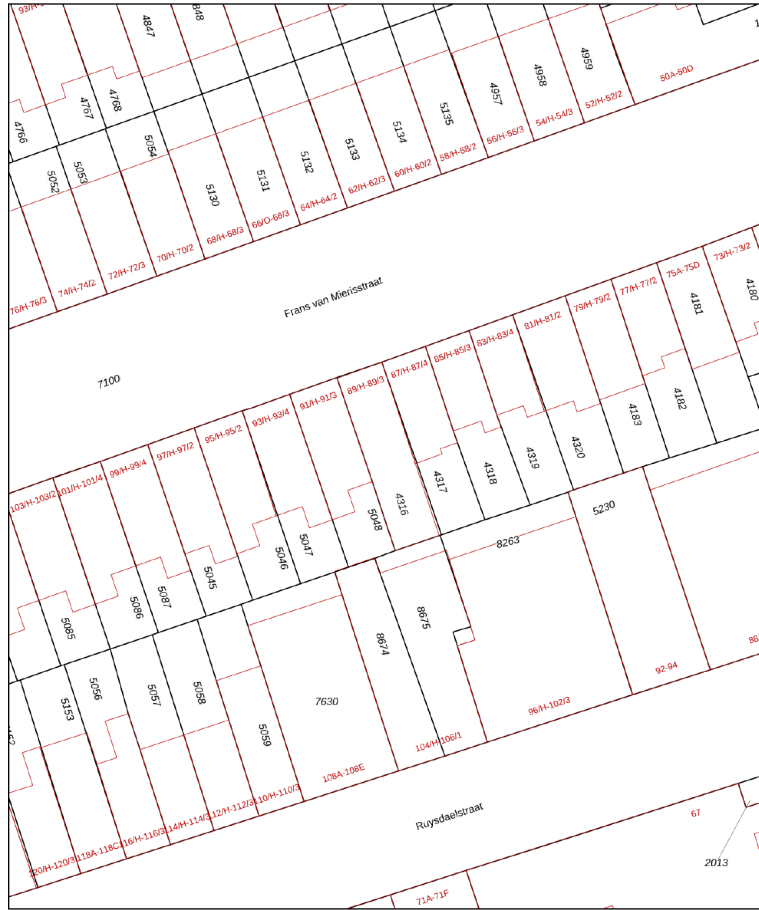 4847
4766
4767
4768
4959
4958
4957
50A-50D
52/H-52/2
54/H-54/3
56/H-56/3
58/H-58/2
60/H-60/2
62/H-62/3
64/H-64/2
66/O-66/3
68/H-68/3
70/H-70/2
72/H-72/3
74/H-74/2
76/H-76/3
5052
5053
5054
5130
5131
5132
5133
5134
5135
Frans van Mierisstraat
7100
73/H-73/2
75A-75D
77/H-77/2
79/H-79/2
81/H-81/2
83/H-83/4
85/H-85/3
87/H-87/4
89/H-89/3
91/H-91/3
93/H-93/4
95/H-95/2
97/H-97/2
99/H-99/4
101/H-101/4
103/H-103/2
4180
4181
4182
4183
4320
4319
4318
4317
4316
5048
5047
5046
5045
5087
5086
5085
5230
8263
8675
8674
7630
5059
5058
5057
5056
5153
92-94
96/H-102/3
104/H-106/1
108A-108E
110/H-110/3
112/H-112/3
114/H-114/3
116/H-116/3
118A-118C
120/H-120/3
Ruysdaelstraat
67
2013
71A-71F